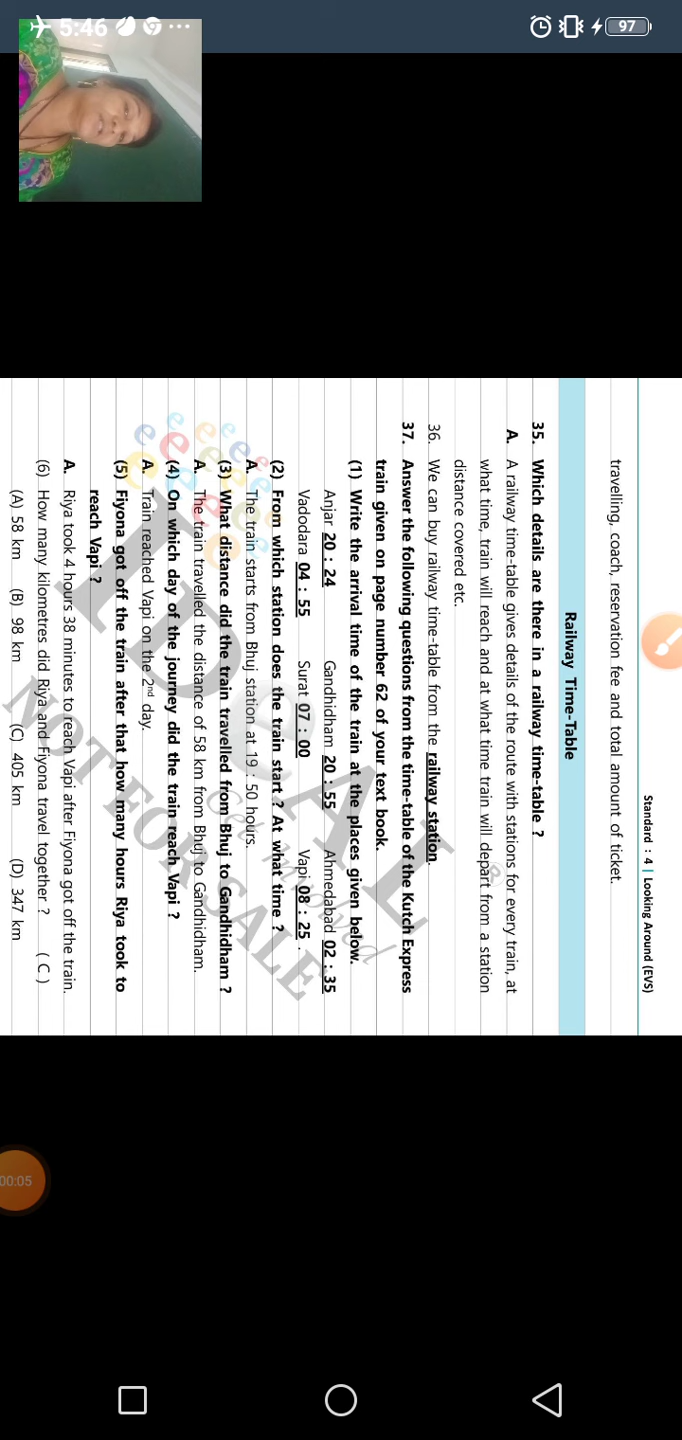 5:46
97
Standard : 4 | Looking Around (EVS)
travelling, coach, reservation fee and total amount of ticket.
Railway Time-Table
35. Which details are there in a railway time-table ?
A. A railway time-table gives details of the route with stations for every train, at
what time, train will reach and at what time train will depart from a station
distance covered etc.
36. We can buy railway time-table from the railway station.
37. Answer the following questions from the time-table of the Kutch Express
train given on page number 62 of your text book.
(1) Write the arrival time of the train at the places given below.
Anjar 20 : 24 Gandhidham 20 : 55 Ahmedabad 02 : 35
Vadodara 04 : 55 Surat 07 : 00 Vapi 08 : 25 .
(2) From which station does the train start ? At what time ?
A. The train starts from Bhuj station at 19 : 50 hours.
(3) What distance did the train travelled from Bhuj to Gandhidham ?
A. The train travelled the distance of 58 km from Bhuj to Gandhidham.
(4) On which day of the journey did the train reach Vapi ?
A. Train reached Vapi on the 2nd day.
(5) Fiyona got off the train after that how many hours Riya took to
reach Vapi ?
A. Riya took 4 hours 38 minutes to reach Vapi after Fiyona got off the train.
(6) How many kilometres did Riya and Fiyona travel together ? ( C )
(A) 58 km (B) 98 km (C) 405 km (D) 347 km
IDeAL ®
Get involved
NOT FOR SALE
00:05